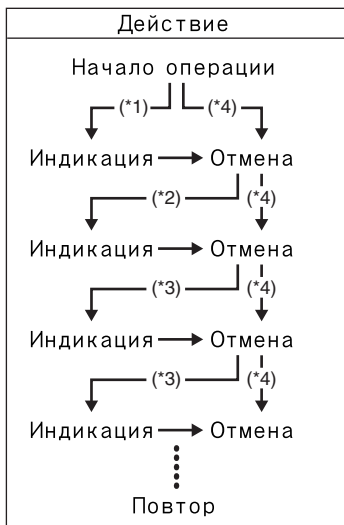 Действие
Начало операции
(*1) (*4)
Индикация Отмена
(*2) (*4)
Индикация Отмена
(*3) (*4)
Индикация Отмена
(*3) (*4)
Индикация Отмена
Повтор